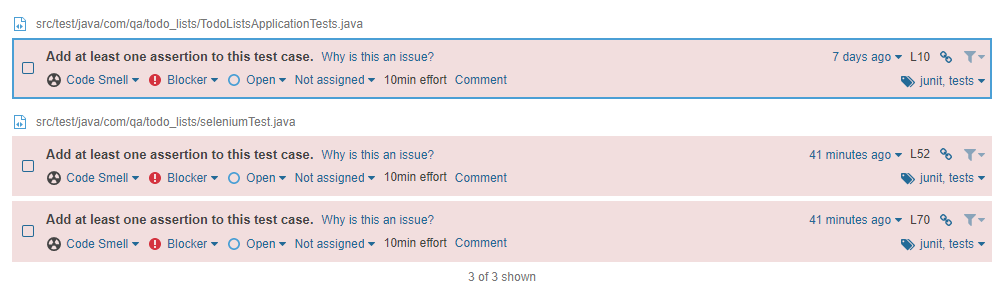 src/test/java/com/qa/todo_lists/TodoListsApplicationTests.java
Add at least one assertion to this test case. Why is this an issue? 7 days ago L10
Code Smell Blocker Open Not assigned 10min effort Comment junit, tests
src/test/java/com/qa/todo_lists/seleniumTest.java
Add at least one assertion to this test case. Why is this an issue? 41 minutes ago L52
Code Smell Blocker Open Not assigned 10min effort Comment junit, tests
Add at least one assertion to this test case. Why is this an issue? 41 minutes ago L70
Code Smell Blocker Open Not assigned 10min effort Comment junit, tests
3 of 3 shown